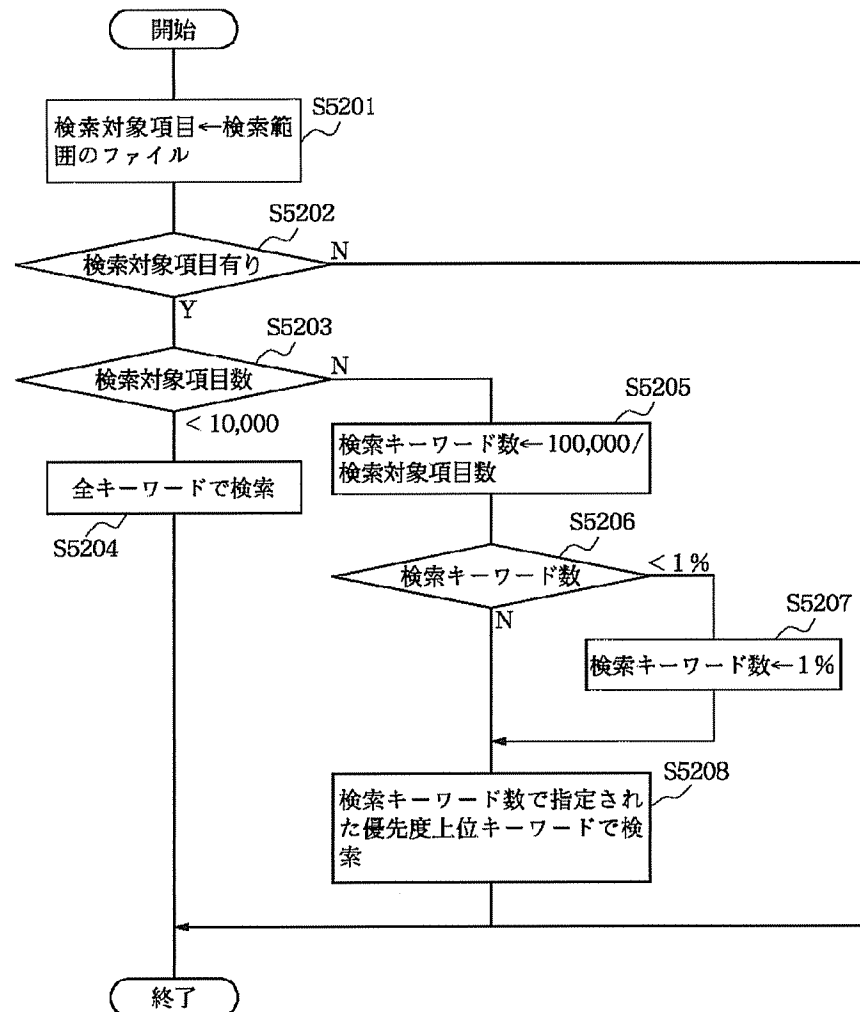 開始
S5201
検索対象項目←検索範
囲のファイル
S5202
検索対象項目有り
N
Y
S5203
検索対象項目数
N
< 10,000
S5204
全キーワードで検索
S5205
検索キーワード数←100,000/
検索対象項目数
S5206
検索キーワード数
<1%
N
S5207
検索キーワード数←1%
S5208
検索キーワード数で指定され
た優先度上位キーワードで検
索
終了